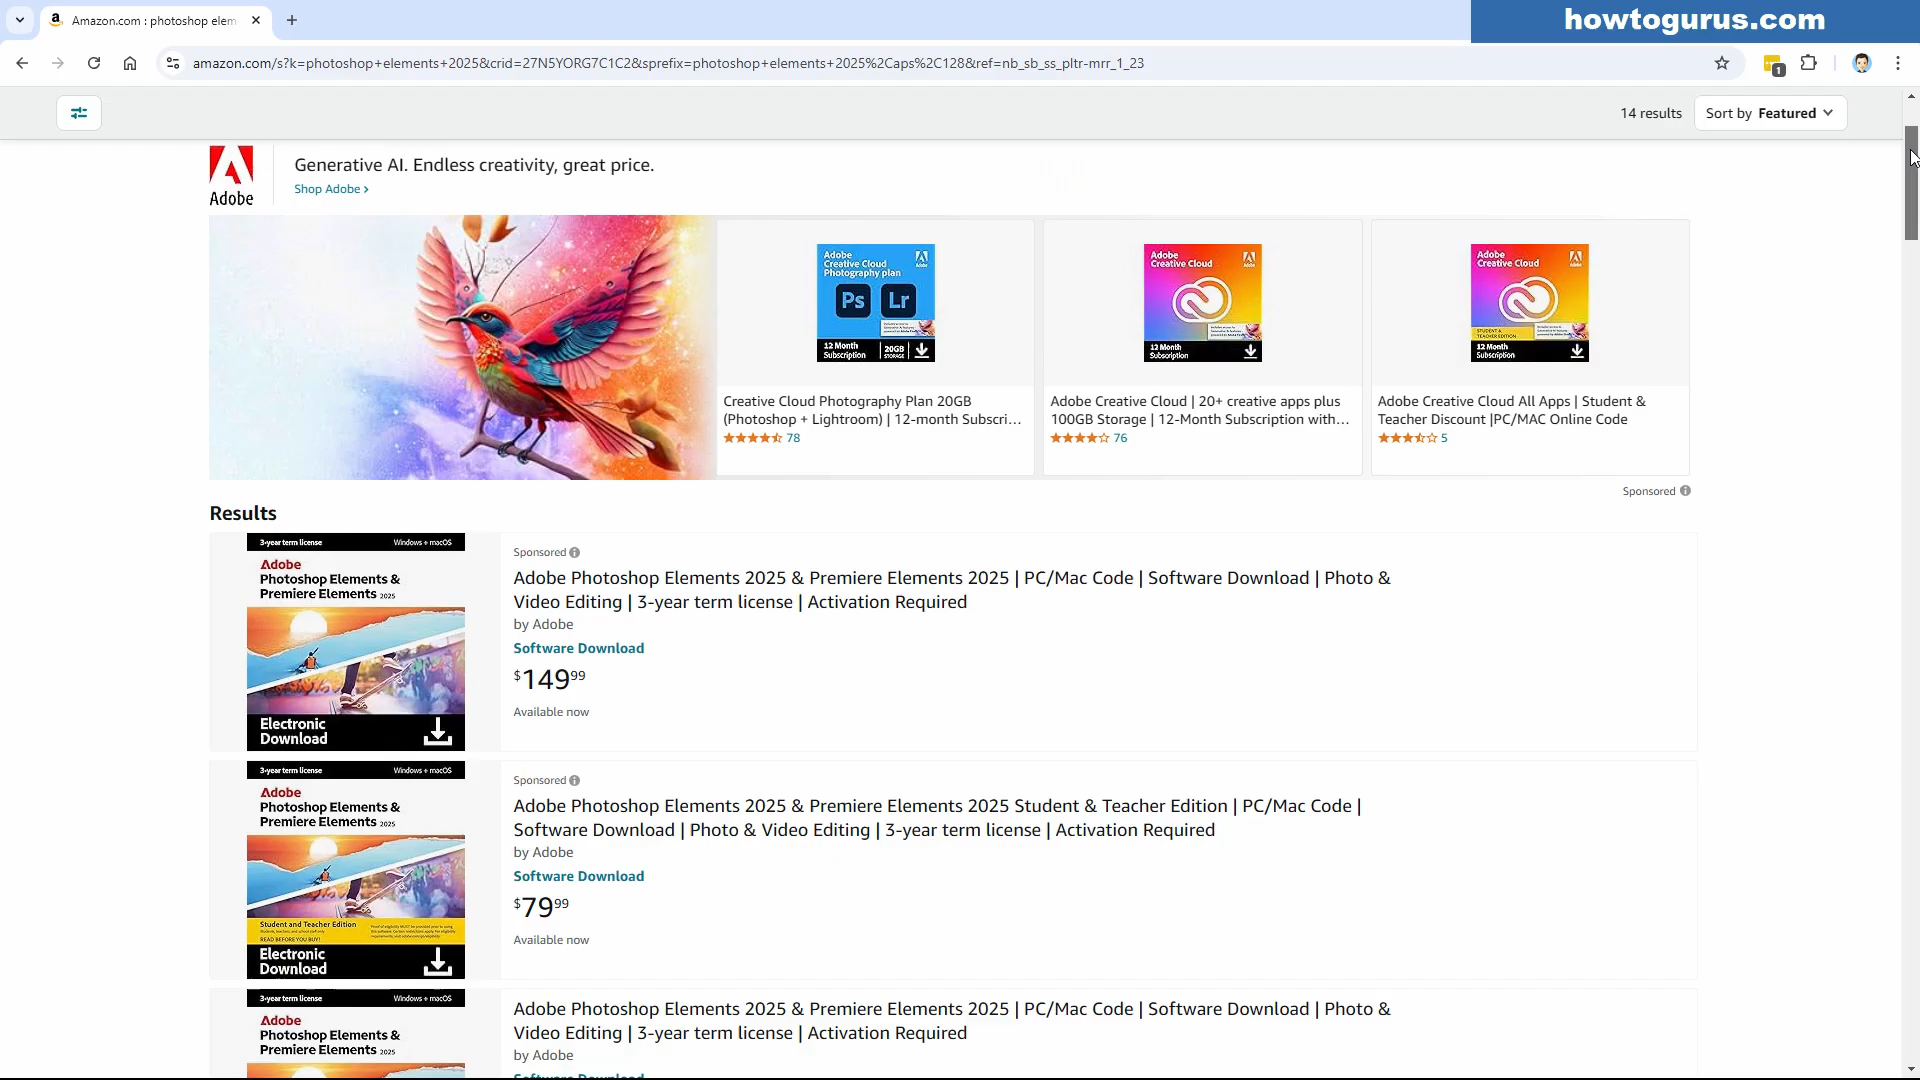 Amazon.com : photoshop elem
howtogurus.com
amazon.com/s?k=photoshop+elements+2025&crid=27N5YORG7C1C2&sprefix=photoshop+elements+2025%2Caps%2C128&ref=nb_sb_ss_pltr-mrr_1_23
1
14 results
Sort by Featured
Adobe
Generative AI. Endless creativity, great price.
Shop Adobe ›
Adobe
Creative Cloud
Photography plan
Ps Lr
12 Month
Subscription
20GB
STORAGE
Adobe
Creative Cloud
12 Month
Subscription
Adobe
Creative Cloud
STUDENT &
TEACHER EDITION
12 Month
Subscription
Creative Cloud Photography Plan 20GB
(Photoshop + Lightroom) | 12-month Subscri...
78
Adobe Creative Cloud | 20+ creative apps plus
100GB Storage | 12-Month Subscription with...
76
Adobe Creative Cloud All Apps | Student &
Teacher Discount |PC/MAC Online Code
5
Sponsored
Results
3-year term license Windows + macOS
Adobe
Photoshop Elements &
Premiere Elements 2025
Electronic
Download
Sponsored
Adobe Photoshop Elements 2025 & Premiere Elements 2025 | PC/Mac Code | Software Download | Photo &
Video Editing | 3-year term license | Activation Required
by Adobe
Software Download
$149.99
Available now
3-year term license Windows + macOS
Adobe
Photoshop Elements &
Premiere Elements 2025
Student and Teacher Edition
READ BEFORE YOU BUY!
Electronic
Download
Sponsored
Adobe Photoshop Elements 2025 & Premiere Elements 2025 Student & Teacher Edition | PC/Mac Code |
Software Download | Photo & Video Editing | 3-year term license | Activation Required
by Adobe
Software Download
$79.99
Available now
3-year term license Windows + macOS
Adobe
Photoshop Elements &
Premiere Elements 2025
Adobe Photoshop Elements 2025 & Premiere Elements 2025 | PC/Mac Code | Software Download | Photo &
Video Editing | 3-year term license | Activation Required
by Adobe
Software Download